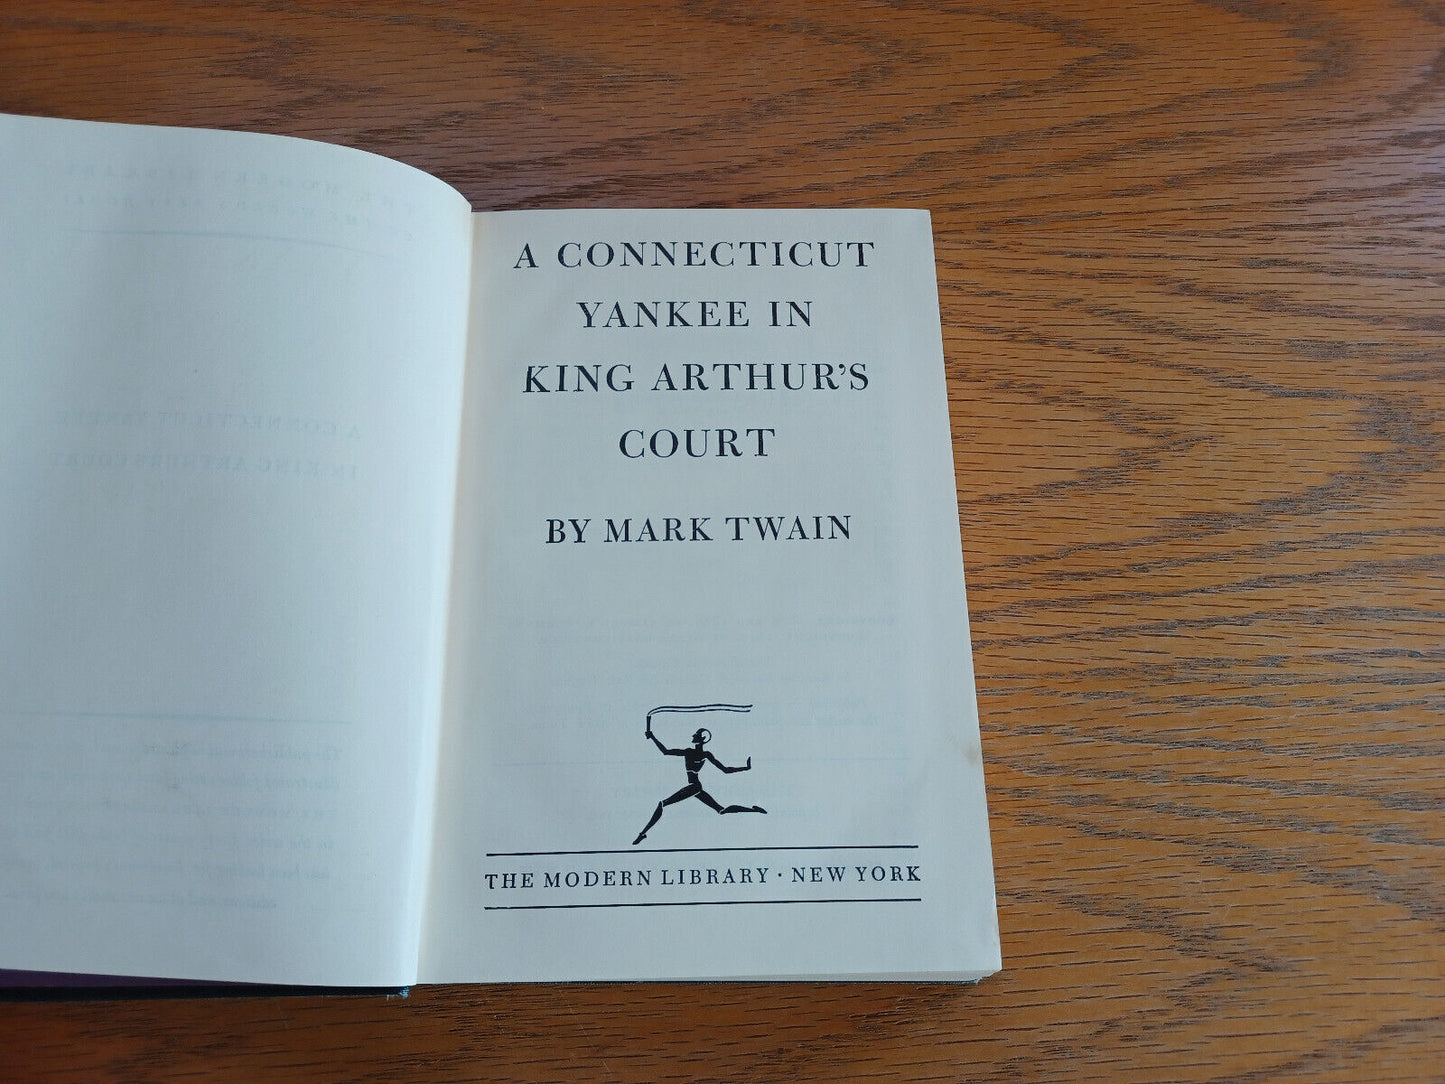 A CONNECTICUT
YANKEE IN
KING ARTHUR'S
COURT
BY MARK TWAIN
THE MODERN LIBRARY · NEW YORK